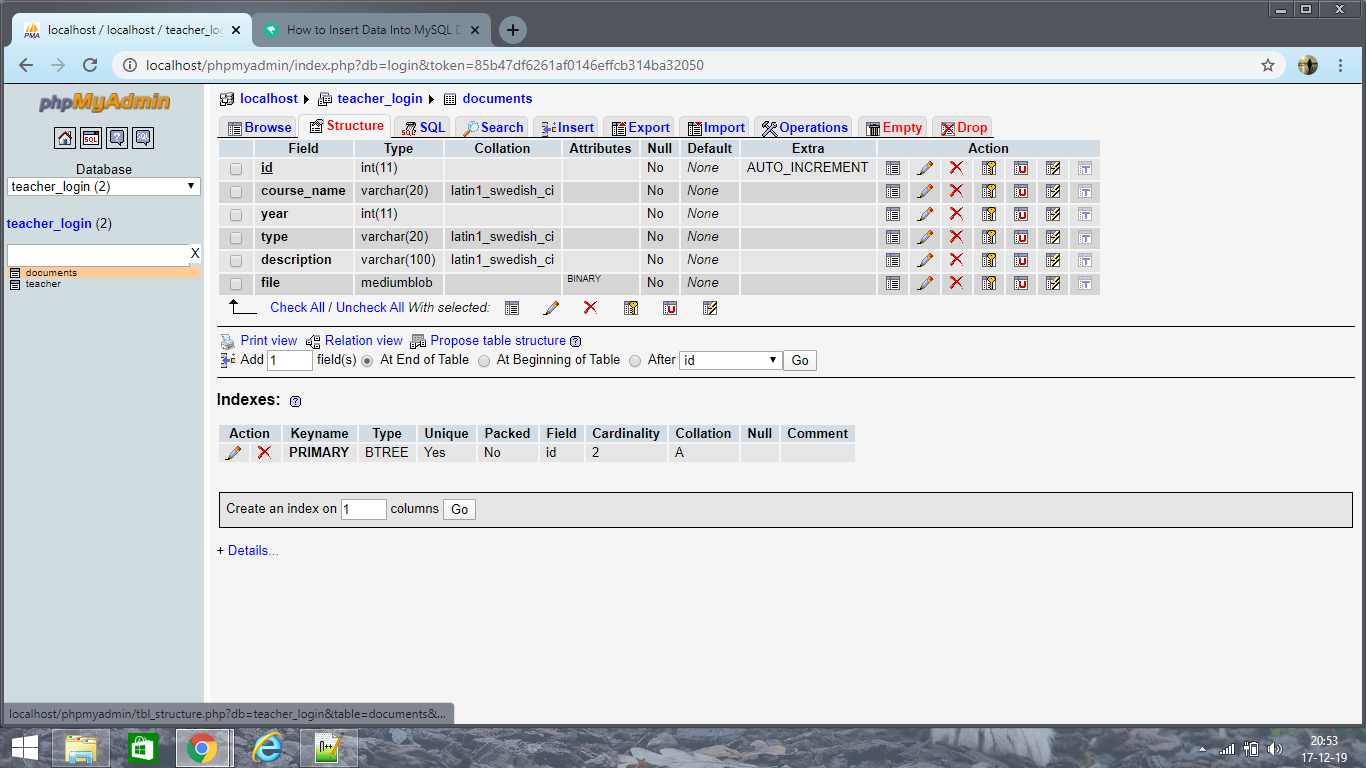 localhost / localhost / teacher_lo
How to Insert Data Into MySQL D
localhost/phpmyadmin/index.php?db=login&token=85b47df6261af0146effcb314ba32050
phpMyAdmin
SQL
SQL
Database
teacher_login (2)
teacher_login (2)
X
documents
teacher
localhost teacher_login documents
Browse Structure SQL Search Insert Export Import Operations Empty Drop
Field Type Collation Attributes Null Default Extra Action
id int(11) No None AUTO_INCREMENT
course_name varchar(20) latin1_swedish_ci No None
year int(11) No None
type varchar(20) latin1_swedish_ci No None
description varchar(100) latin1_swedish_ci No None
file mediumblob BINARY No None
Check All / Uncheck All With selected:
Print view Relation view Propose table structure
Add 1 field(s) At End of Table At Beginning of Table After id Go
Indexes:
Action Keyname Type Unique Packed Field Cardinality Collation Null Comment
PRIMARY BTREE Yes No id 2 A
Create an index on 1 columns Go
+ Details...
localhost/phpmyadmin/tbl_structure.php?db=teacher_login&table=documents&...
20:53
17-12-19